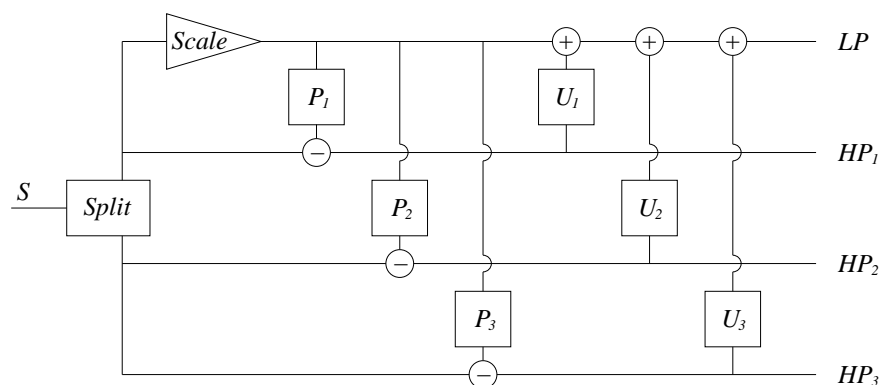 Scale
+
+
+
LP
P₁
U₁
−
HP₁
S
Split
P₂
U₂
−
HP₂
P₃
U₃
−
HP₃